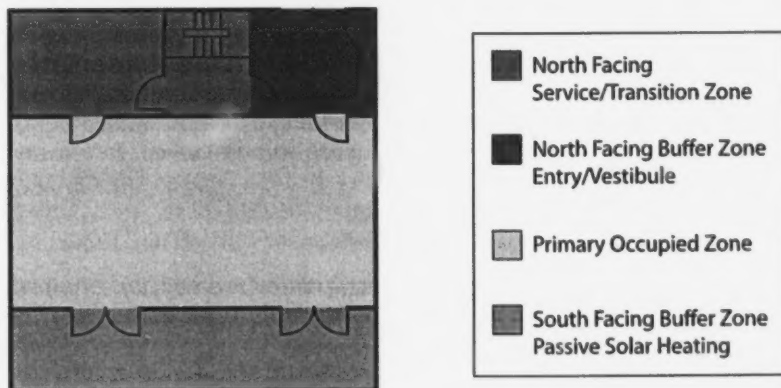 North Facing
Service/Transition Zone
North Facing Buffer Zone
Entry/Vestibule
Primary Occupied Zone
South Facing Buffer Zone
Passive Solar Heating